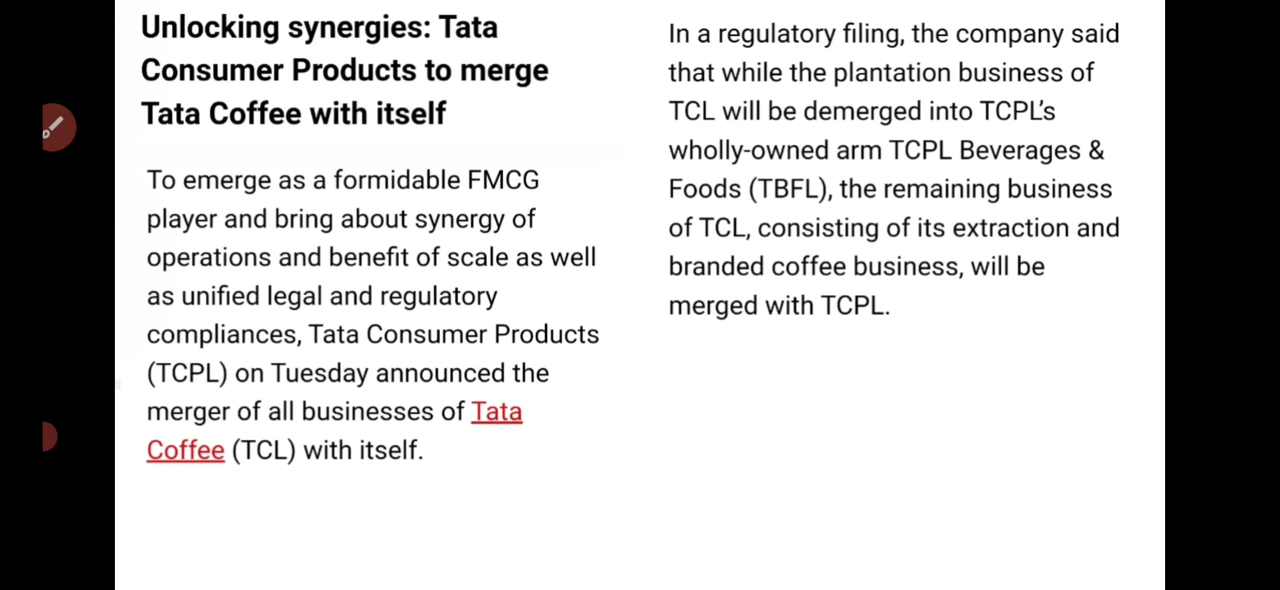 Unlocking synergies: Tata
Consumer Products to merge
Tata Coffee with itself
To emerge as a formidable FMCG
player and bring about synergy of
operations and benefit of scale as well
as unified legal and regulatory
compliances, Tata Consumer Products
(TCPL) on Tuesday announced the
merger of all businesses of Tata
Coffee (TCL) with itself.
In a regulatory filing, the company said
that while the plantation business of
TCL will be demerged into TCPL’s
wholly-owned arm TCPL Beverages &
Foods (TBFL), the remaining business
of TCL, consisting of its extraction and
branded coffee business, will be
merged with TCPL.